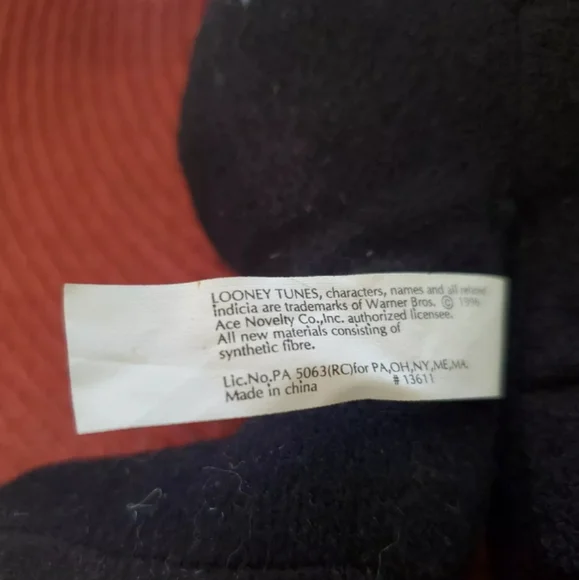 LOONEY TUNES, characters, names and all related
indicia are trademarks of Warner Bros. © 1996
Ace Novelty Co.,Inc. authorized licensee.
All new materials consisting of
synthetic fibre.
Lic.No.PA 5063(RC)for PA,OH,NY,ME,MA.
Made in china # 13611